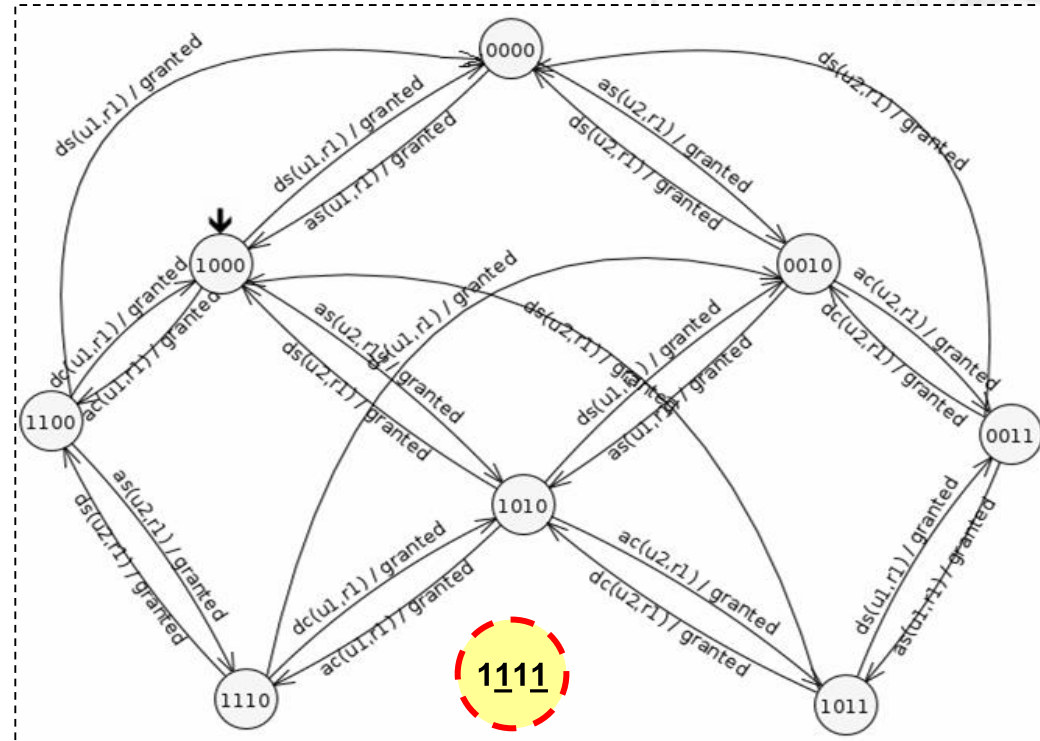 0000
ds(u1,r1) / granted
ds(u1,r1) / granted
as(u1,r1) / granted
as(u2,r1) / granted
ds(u2,r1) / granted
ds(u2,r1) / granted
1000
0010
dc(u1,r1) / granted
ac(u1,r1) / granted
as(u2,r1) / granted
ds(u2,r1) / granted
ds(u1,r1) / granted
ds(u2,r1) / granted
ds(u1,r1) / granted
as(u1,r1) / granted
ac(u2,r1) / granted
dc(u2,r1) / granted
1100
0011
1010
as(u2,r1) / granted
ds(u2,r1) / granted
dc(u1,r1) / granted
ac(u1,r1) / granted
ac(u2,r1) / granted
dc(u2,r1) / granted
ds(u1,r1) / granted
as(u1,r1) / granted
1110
1111
1011